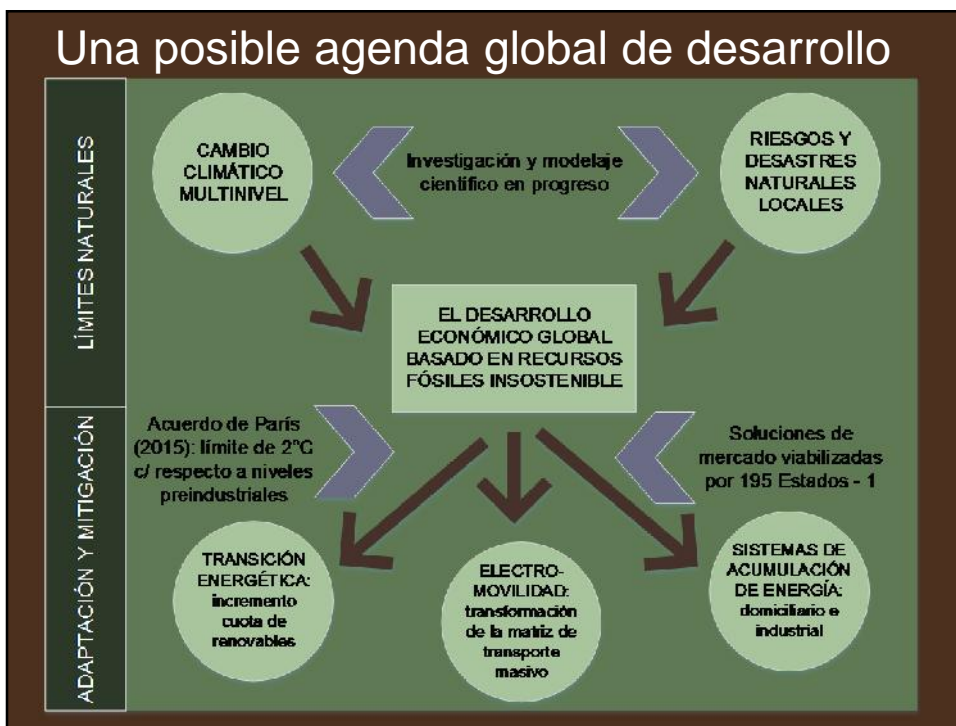 Una posible agenda global de desarrollo
LÍMITES NATURALES
CAMBIO
CLIMÁTICO
MULTINIVEL
Investigación y modelaje
científico en progreso
RIESGOS Y
DESASTRES
NATURALES
LOCALES
EL DESARROLLO
ECONÓMICO GLOBAL
BASADO EN RECURSOS
FÓSILES INSOSTENIBLE
ADAPTACIÓN Y MITIGACIÓN
Acuerdo de París
(2015): límite de 2°C
c/ respecto a niveles
preindustriales
Soluciones de
mercado viabilizadas
por 195 Estados - 1
TRANSICIÓN
ENERGÉTICA:
incremento
cuota de
renovables
ELECTRO-
MOVILIDAD:
transformación
de la matriz de
transporte
masivo
SISTEMAS DE
ACUMULACIÓN
DE ENERGÍA:
domiciliario e
industrial